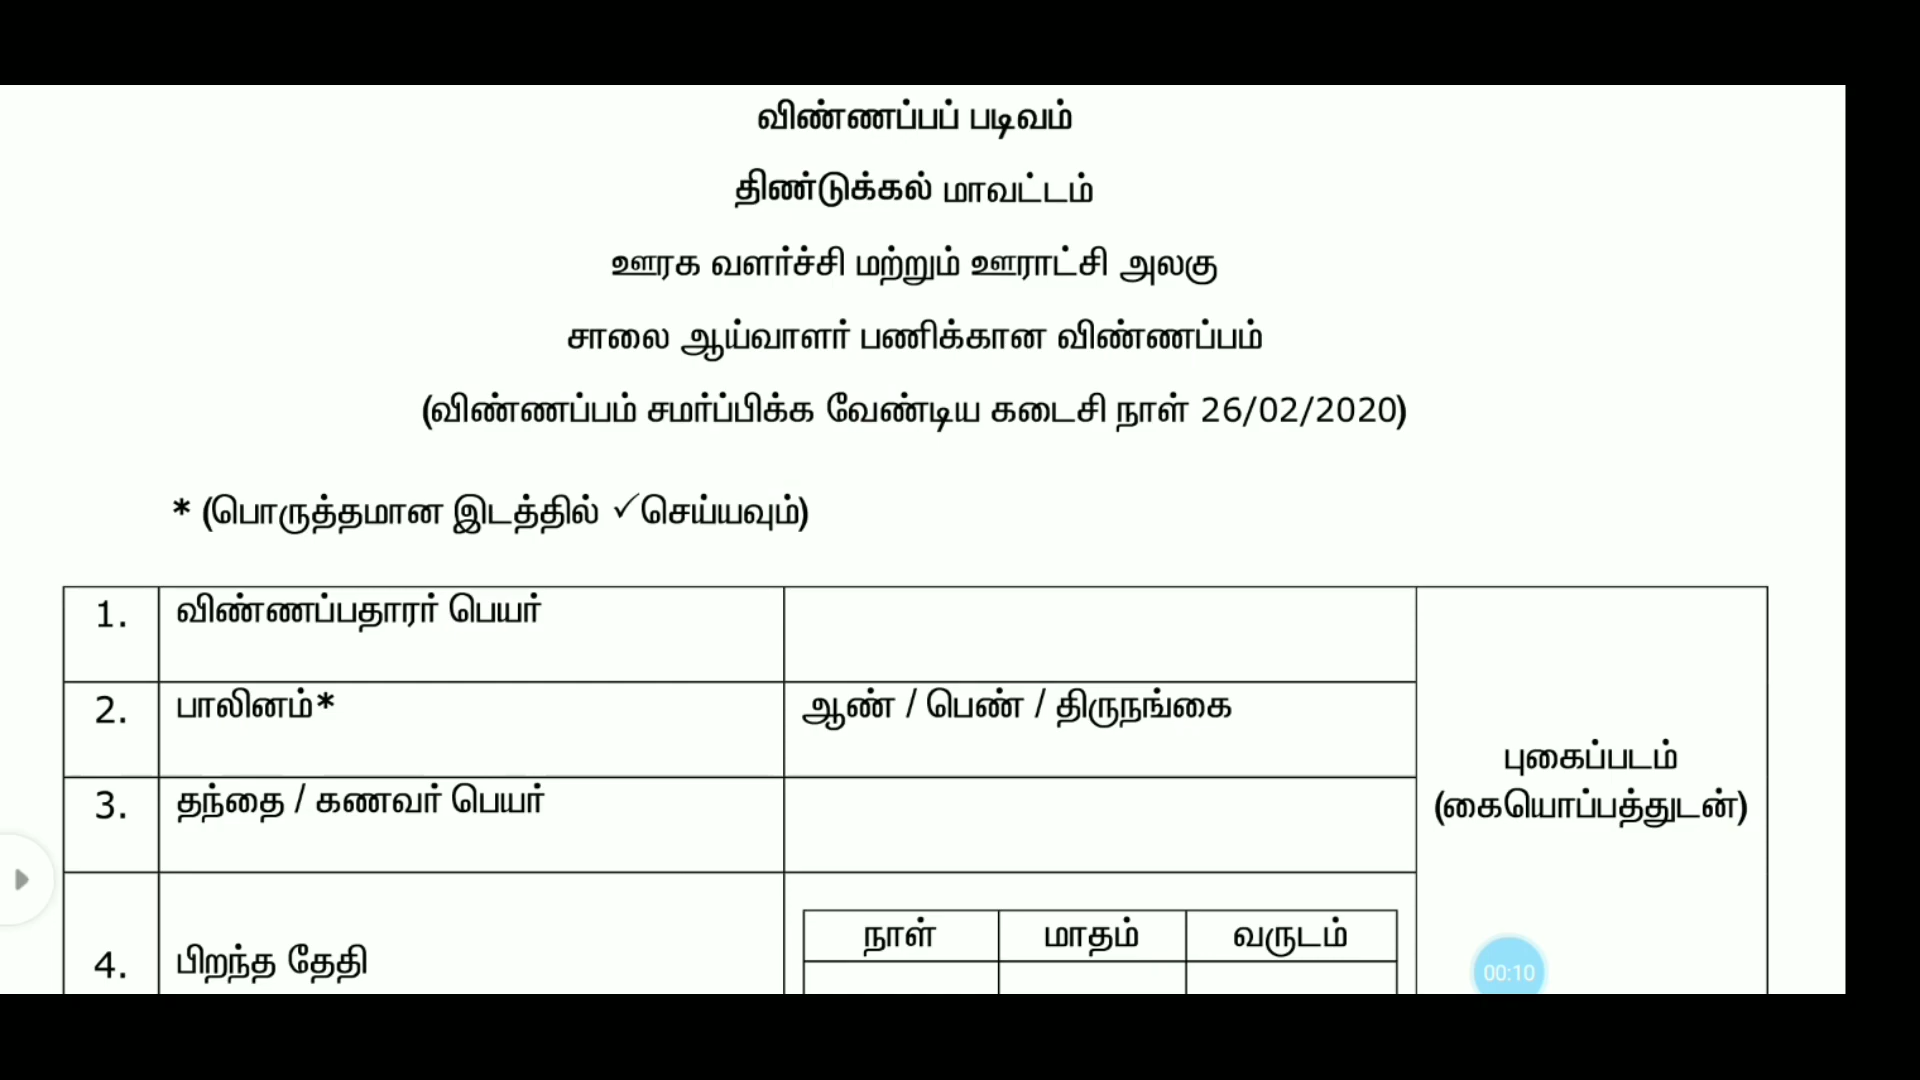 விண்ணப்பப் படிவம்
திண்டுக்கல் மாவட்டம்
ஊரக வளர்ச்சி மற்றும் ஊராட்சி அலகு
சாலை ஆய்வாளர் பணிக்கான விண்ணப்பம்
(விண்ணப்பம் சமர்ப்பிக்க வேண்டிய கடைசி நாள் 26/02/2020)
* (பொருத்தமான இடத்தில் ✓செய்யவும்)
1. விண்ணப்பதாரர் பெயர்
2. பாலினம்* ஆண் / பெண் / திருநங்கை
3. தந்தை / கணவர் பெயர்
புகைப்படம்
(கையொப்பத்துடன்)
4. பிறந்த தேதி
நாள் மாதம் வருடம்
00:10